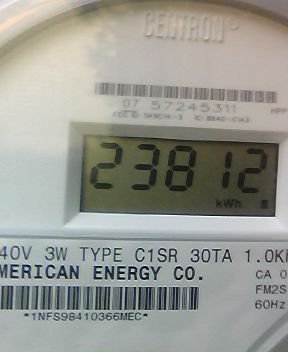 CENTRON®
07 57245311
23812
kWh
40V 3W TYPE C1SR 30TA 1.0K
MERICAN ENERGY CO.
CA 0
FM2S
60Hz
*1NFS98410366MEC*